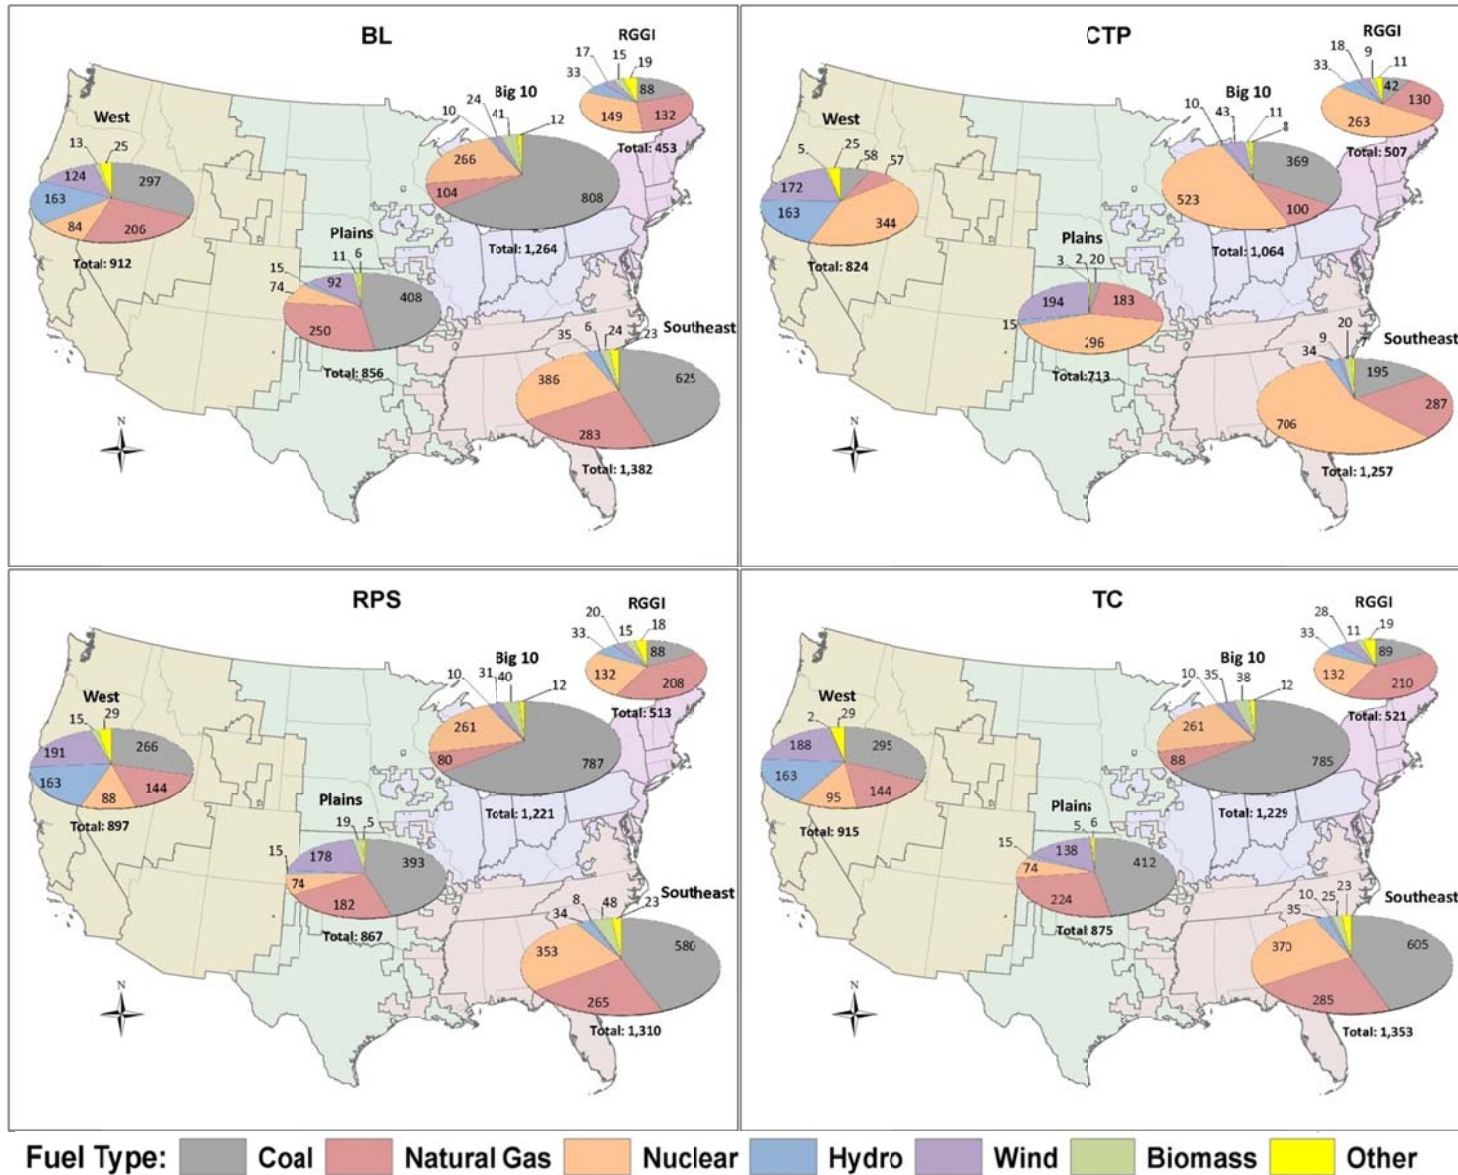 BL
RGGI
17 15 19
33 88
149 132
Total: 453
Big 10
24
10 41 12
266
104
808
Total: 1,264
West
13 25
124 297
163
84 206
Total: 912
Plains
11 6
15 92
74 408
250
Total: 856
Southeast
6 24 23
35
386 625
283
Total: 1,382
N
CTP
RGGI
18 9 11
33 42
130
263
Total: 507
Big 10
10 43 11
8
369
523 100
Total: 1,064
West
5 25 58 57
172
163 344
Total: 824
Plains
3 2 20
194 183
15
Total: 713
Southeast
9 20 7
34
195
287
706
Total: 1,257
N
RPS
RGGI
20 15 18
33 88
132 208
Total: 513
Big 10
31 40
10 12
261
80 787
Total: 1,221
West
15 29
191 266
163 144
88
Total: 897
Plains
19 5
15 178 393
74 182
Total: 867
Southeast
8 48 23
34
353 580
265
Total: 1,310
N
TC
RGGI
28 11 19
33 89
132 210
Total: 521
Big 10
10 35 38 12
261
88 785
Total: 1,229
West
2 29
188 295
163
95 144
Total: 915
Plains
5 6
15 138 412
74
224
Total: 875
Southeast
10 25 23
35
370 605
285
Total: 1,353
N
Fuel Type: Coal Natural Gas Nuclear Hydro Wind Biomass Other